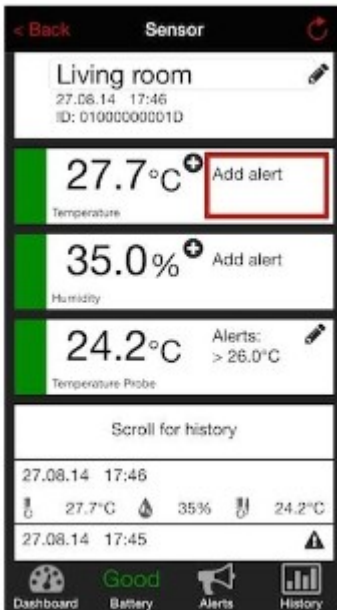 < Back Sensor
Living room
27.08.14 17:46
ID: 01000000001D
27.7°C Add alert
Temperature
35.0% Add alert
Humidity
24.2°C Alerts:
> 26.0°C
Temperature Probe
Scroll for history
27.08.14 17:46
27.7°C 35% 24.2°C
27.08.14 17:45
Good
Dashboard Battery Alerts History